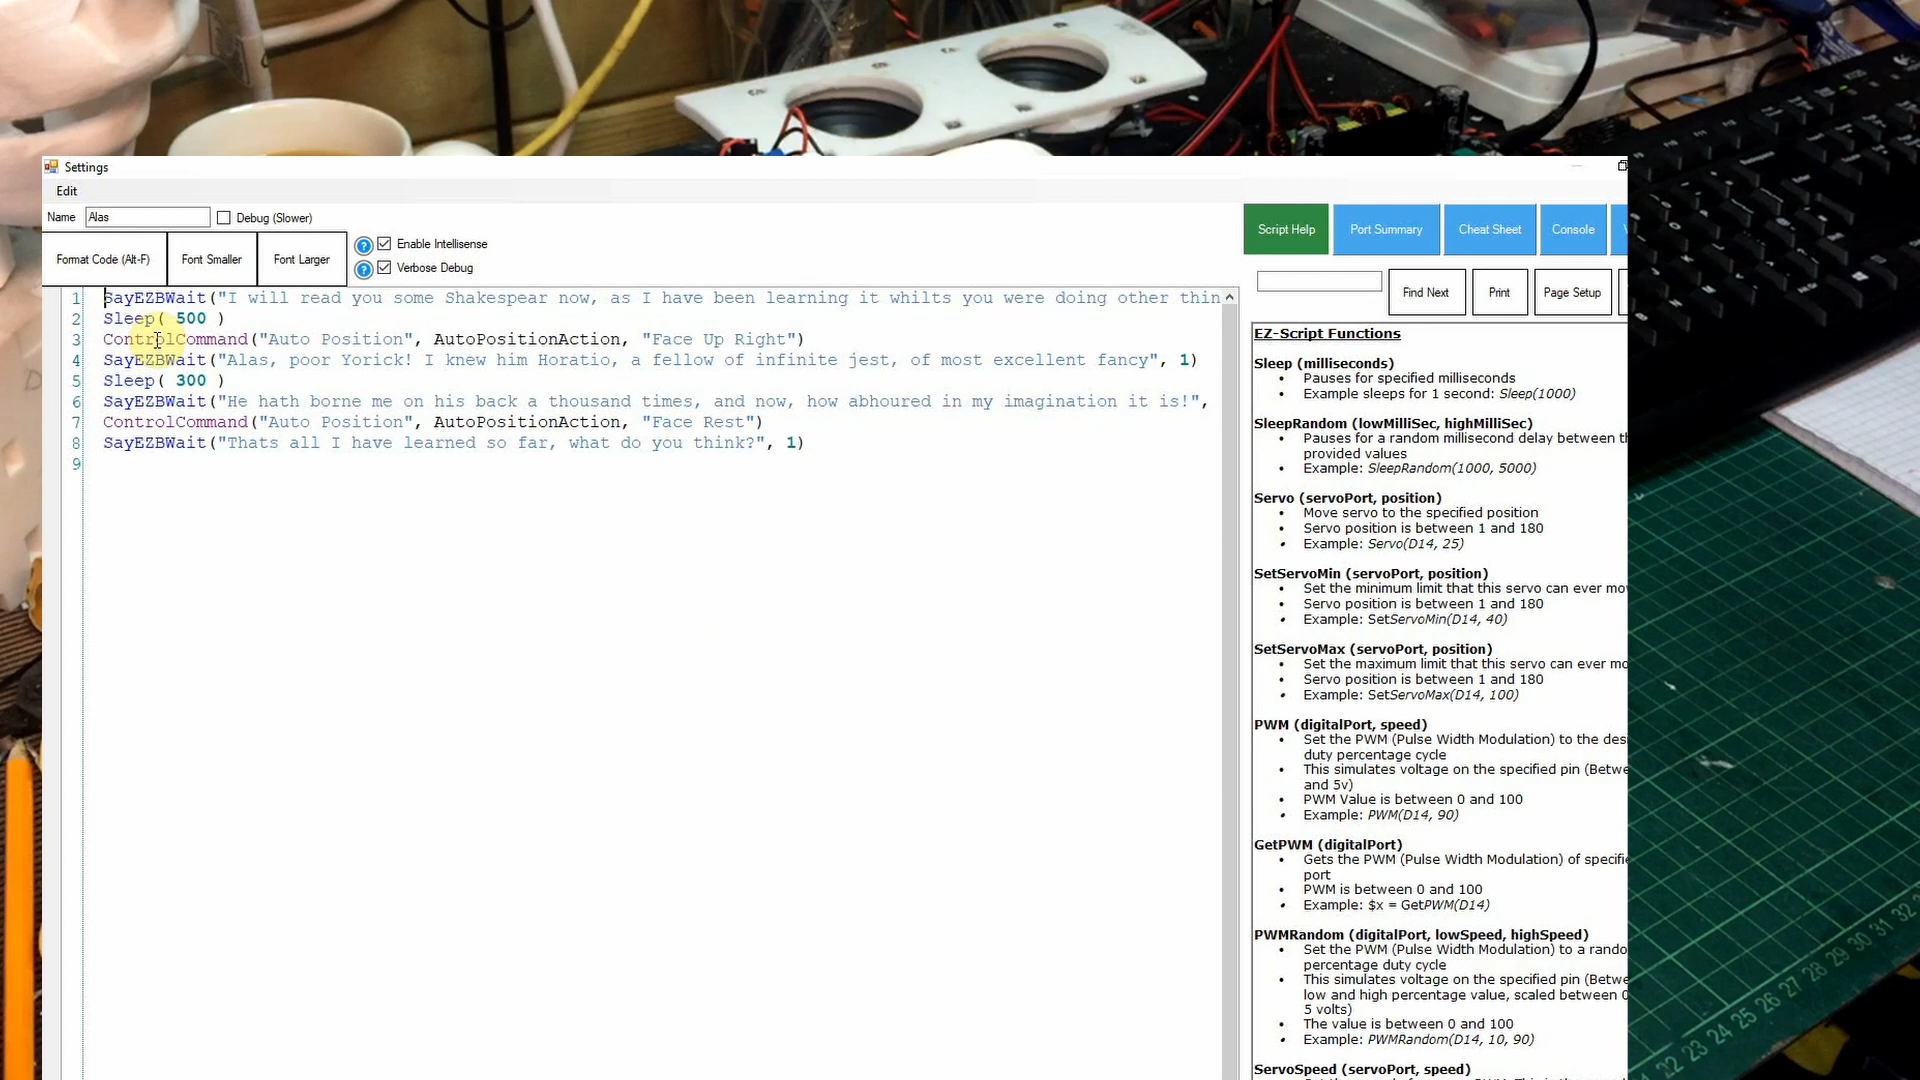 Settings
Edit
Name Alas Debug (Slower)
Format Code (Alt-F) Font Smaller Font Larger
Enable Intellisense
Verbose Debug
Script Help Port Summary Cheat Sheet Console
Find Next Print Page Setup
1 SayEZBWait("I will read you some Shakespear now, as I have been learning it whilts you were doing other thin
2 Sleep( 500 )
3 ControlCommand("Auto Position", AutoPositionAction, "Face Up Right")
4 SayEZBWait("Alas, poor Yorick! I knew him Horatio, a fellow of infinite jest, of most excellent fancy", 1)
5 Sleep( 300 )
6 SayEZBWait("He hath borne me on his back a thousand times, and now, how abhoured in my imagination it is!",
7 ControlCommand("Auto Position", AutoPositionAction, "Face Rest")
8 SayEZBWait("Thats all I have learned so far, what do you think?", 1)
9
EZ-Script Functions
Sleep (milliseconds)
• Pauses for specified milliseconds
• Example sleeps for 1 second: Sleep(1000)
SleepRandom (lowMilliSec, highMilliSec)
• Pauses for a random millisecond delay between th
provided values
• Example: SleepRandom(1000, 5000)
Servo (servoPort, position)
• Move servo to the specified position
• Servo position is between 1 and 180
• Example: Servo(D14, 25)
SetServoMin (servoPort, position)
• Set the minimum limit that this servo can ever mo
• Servo position is between 1 and 180
• Example: SetServoMin(D14, 40)
SetServoMax (servoPort, position)
• Set the maximum limit that this servo can ever mo
• Servo position is between 1 and 180
• Example: SetServoMax(D14, 100)
PWM (digitalPort, speed)
• Set the PWM (Pulse Width Modulation) to the des
duty percentage cycle
• This simulates voltage on the specified pin (Betwe
and 5v)
• PWM Value is between 0 and 100
• Example: PWM(D14, 90)
GetPWM (digitalPort)
• Gets the PWM (Pulse Width Modulation) of specifi
port
• PWM is between 0 and 100
• Example: $x = GetPWM(D14)
PWMRandom (digitalPort, lowSpeed, highSpeed)
• Set the PWM (Pulse Width Modulation) to a rando
percentage duty cycle
• This simulates voltage on the specified pin (Betwe
low and high percentage value, scaled between 0
5 volts)
• The value is between 0 and 100
• Example: PWMRandom(D14, 10, 90)
ServoSpeed (servoPort, speed)
22 23 24 25 26 27 28 29 30 31 32